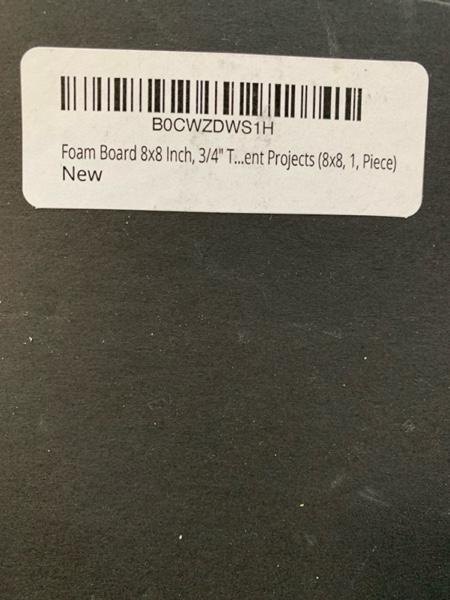 B0CWZDWS1H
Foam Board 8x8 Inch, 3/4" T...ent Projects (8x8, 1, Piece)
New